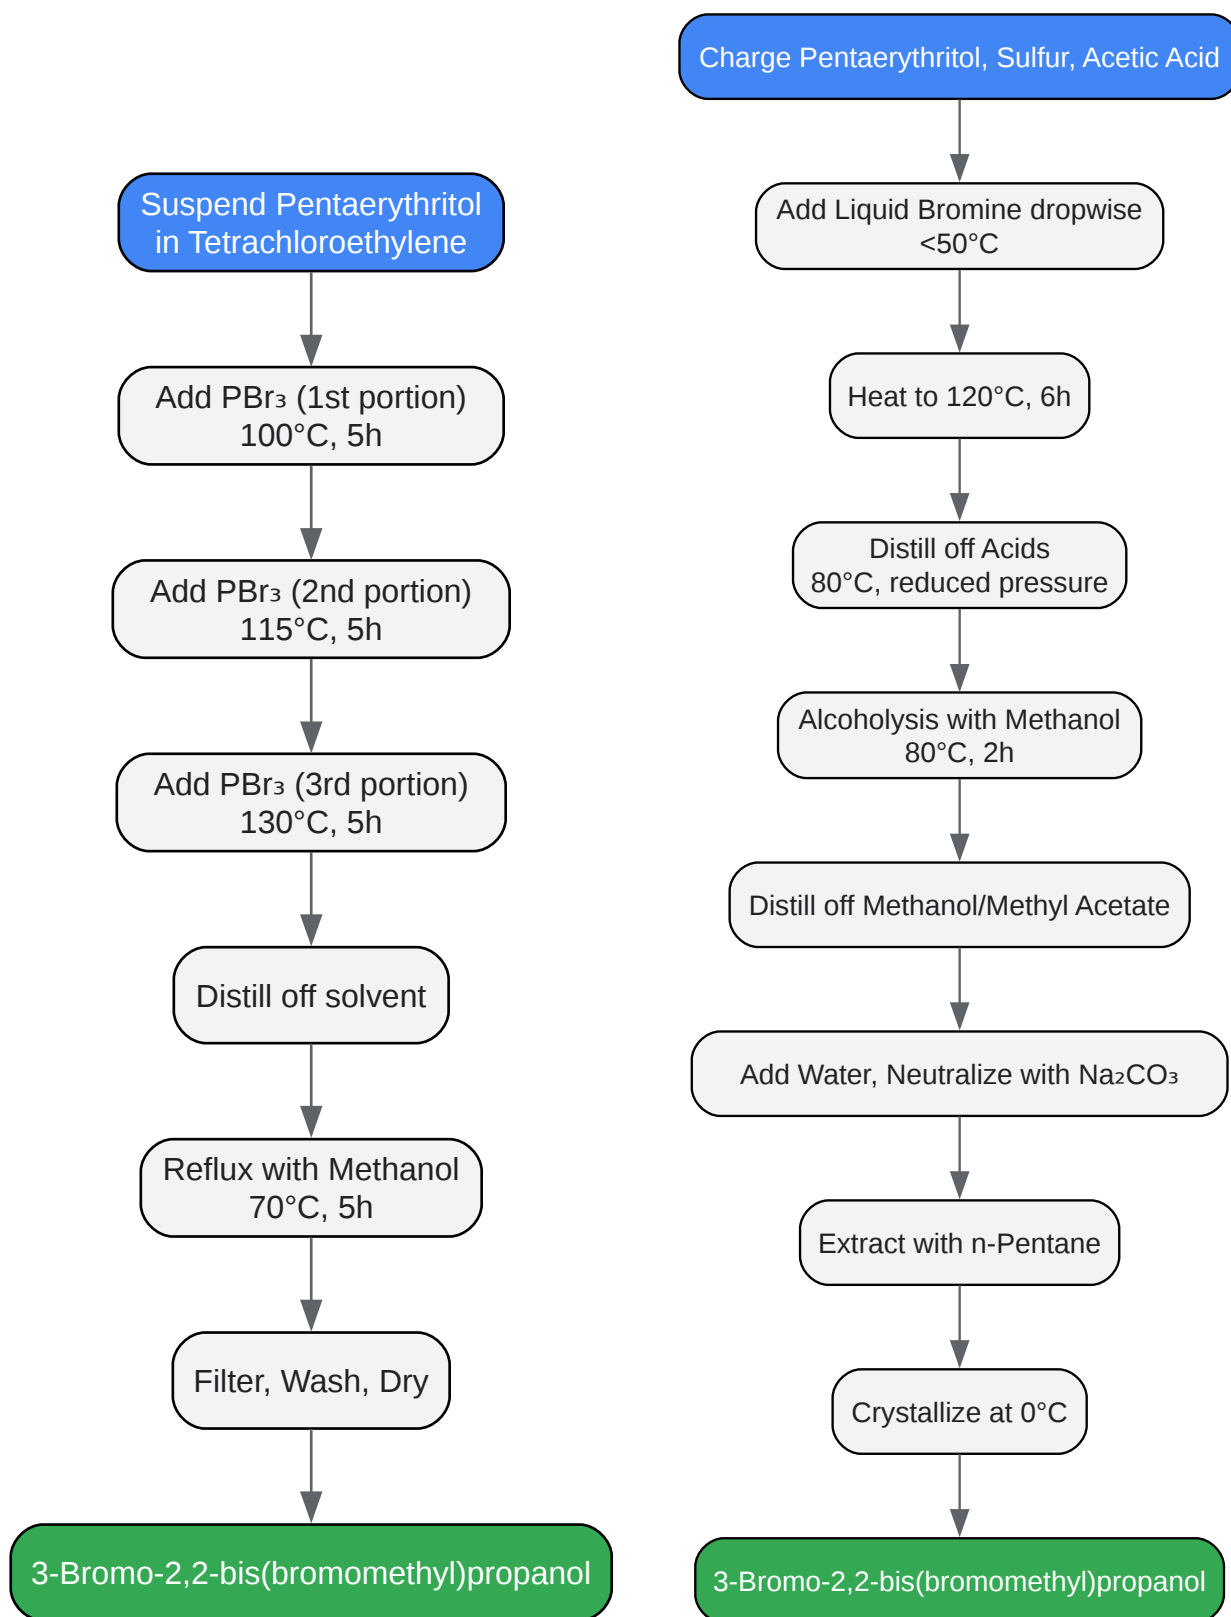 Suspend Pentaerythritol
in Tetrachloroethylene
Add PBr₃ (1st portion)
100°C, 5h
Add PBr₃ (2nd portion)
115°C, 5h
Add PBr₃ (3rd portion)
130°C, 5h
Distill off solvent
Reflux with Methanol
70°C, 5h
Filter, Wash, Dry
3-Bromo-2,2-bis(bromomethyl)propanol
Charge Pentaerythritol, Sulfur, Acetic Acid
Add Liquid Bromine dropwise
<50°C
Heat to 120°C, 6h
Distill off Acids
80°C, reduced pressure
Alcoholysis with Methanol
80°C, 2h
Distill off Methanol/Methyl Acetate
Add Water, Neutralize with Na₂CO₃
Extract with n-Pentane
Crystallize at 0°C
3-Bromo-2,2-bis(bromomethyl)propanol